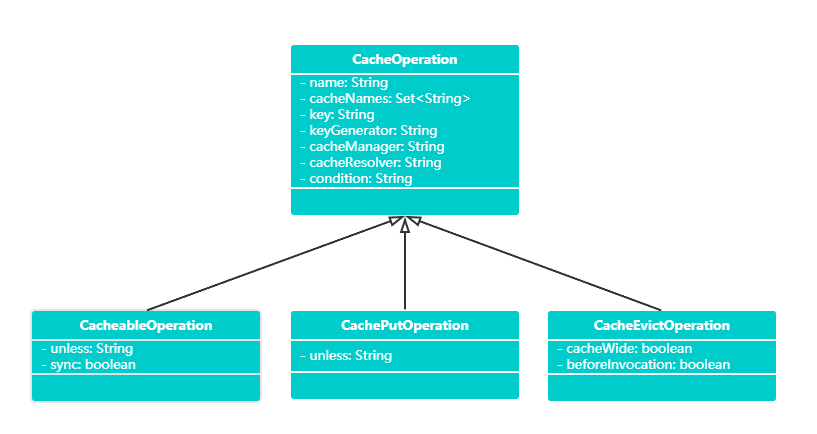 CacheOperation
- name: String
- cacheNames: Set<String>
- key: String
- keyGenerator: String
- cacheManager: String
- cacheResolver: String
- condition: String
CacheableOperation
- unless: String
- sync: boolean
CachePutOperation
- unless: String
CacheEvictOperation
- cacheWide: boolean
- beforeInvocation: boolean